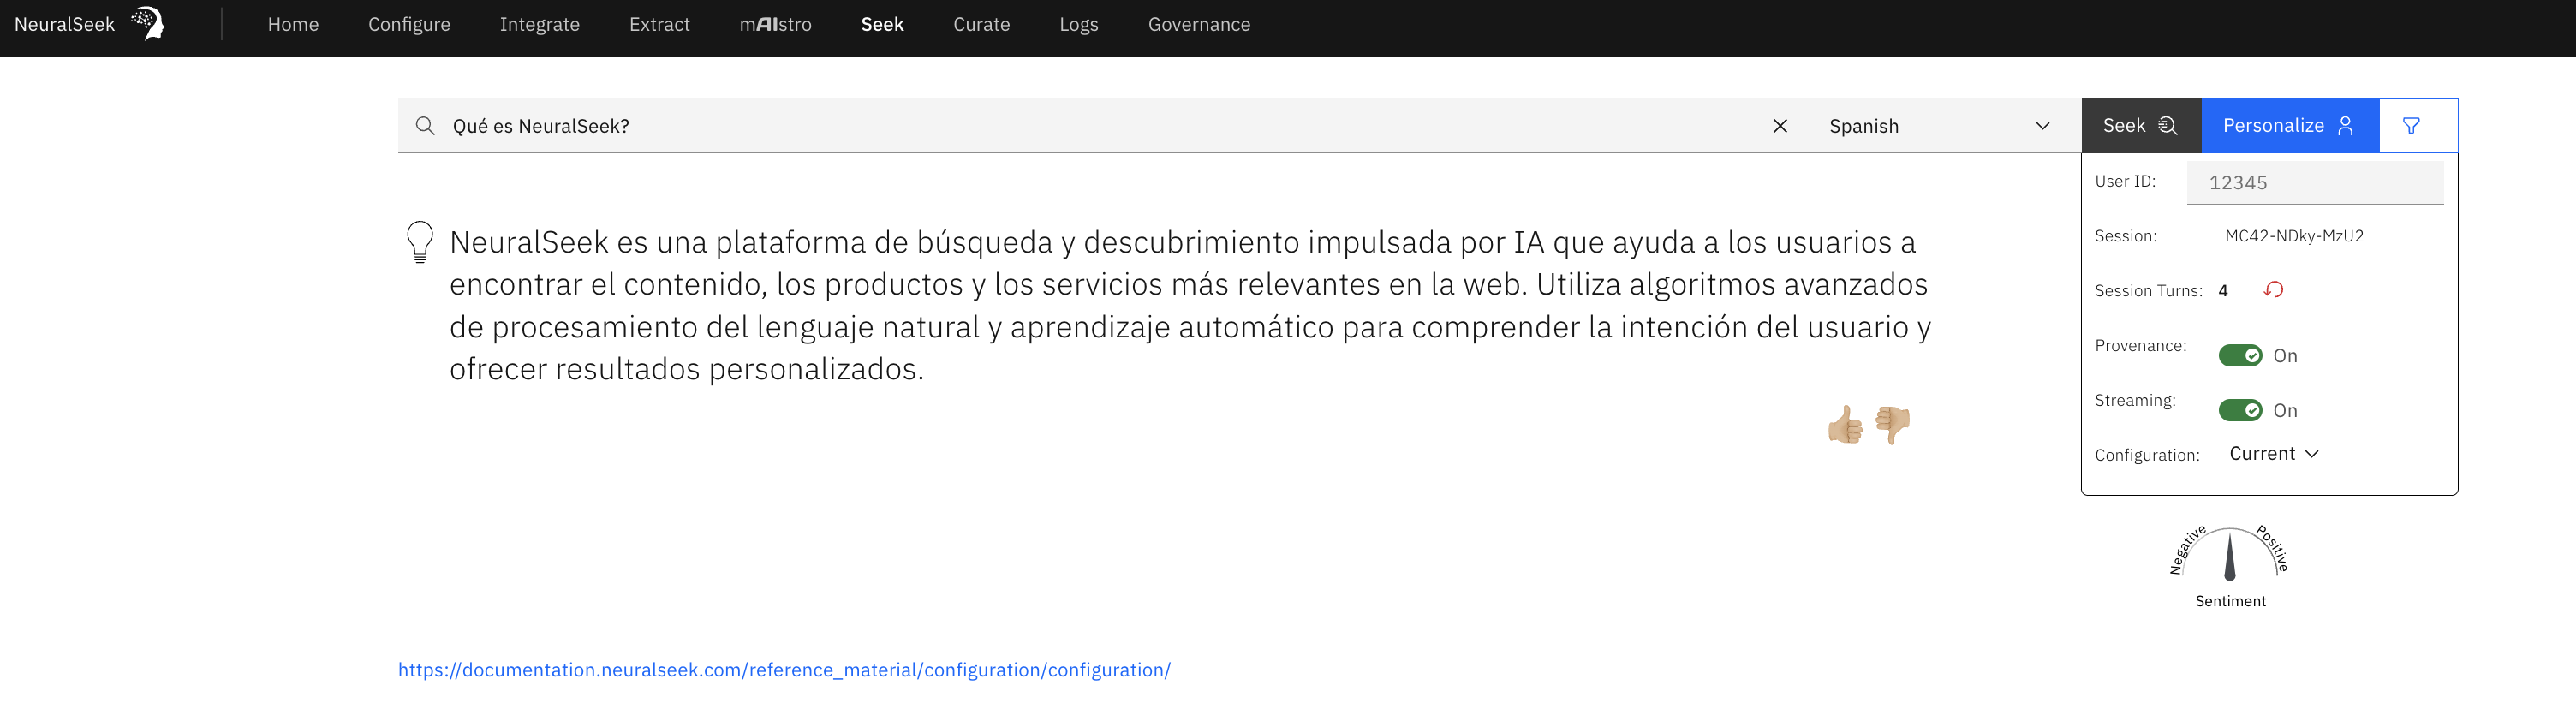 NeuralSeek Home Configure Integrate Extract mAIstro Seek Curate Logs Governance
Qué es NeuralSeek? Spanish Seek Personalize
User ID: 12345
Session: MC42-NDky-MzU2
Session Turns: 4
Provenance: On
Streaming: On
Configuration: Current
NeuralSeek es una plataforma de búsqueda y descubrimiento impulsada por IA que ayuda a los usuarios a
encontrar el contenido, los productos y los servicios más relevantes en la web. Utiliza algoritmos avanzados
de procesamiento del lenguaje natural y aprendizaje automático para comprender la intención del usuario y
ofrecer resultados personalizados.
Negative Positive
Sentiment
https://documentation.neuralseek.com/reference_material/configuration/configuration/